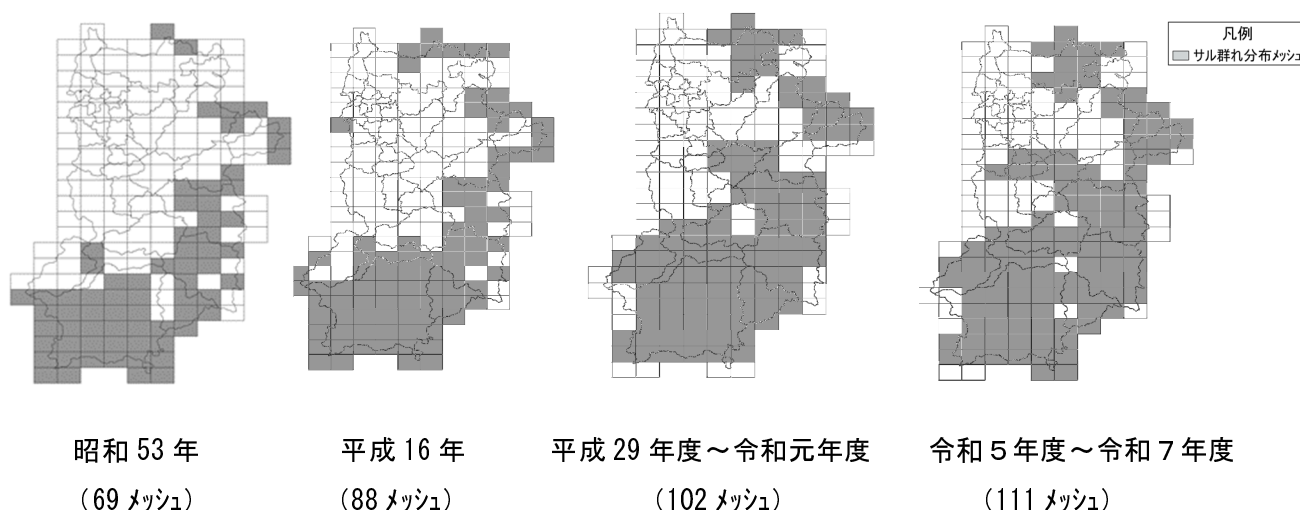 凡例
サル群れ分布メッシュ
昭和 53 年
（69 メッシュ）
平成 16 年
（88 メッシュ）
平成 29 年度～令和元年度
（102 メッシュ）
令和５年度～令和７年度
（111 メッシュ）